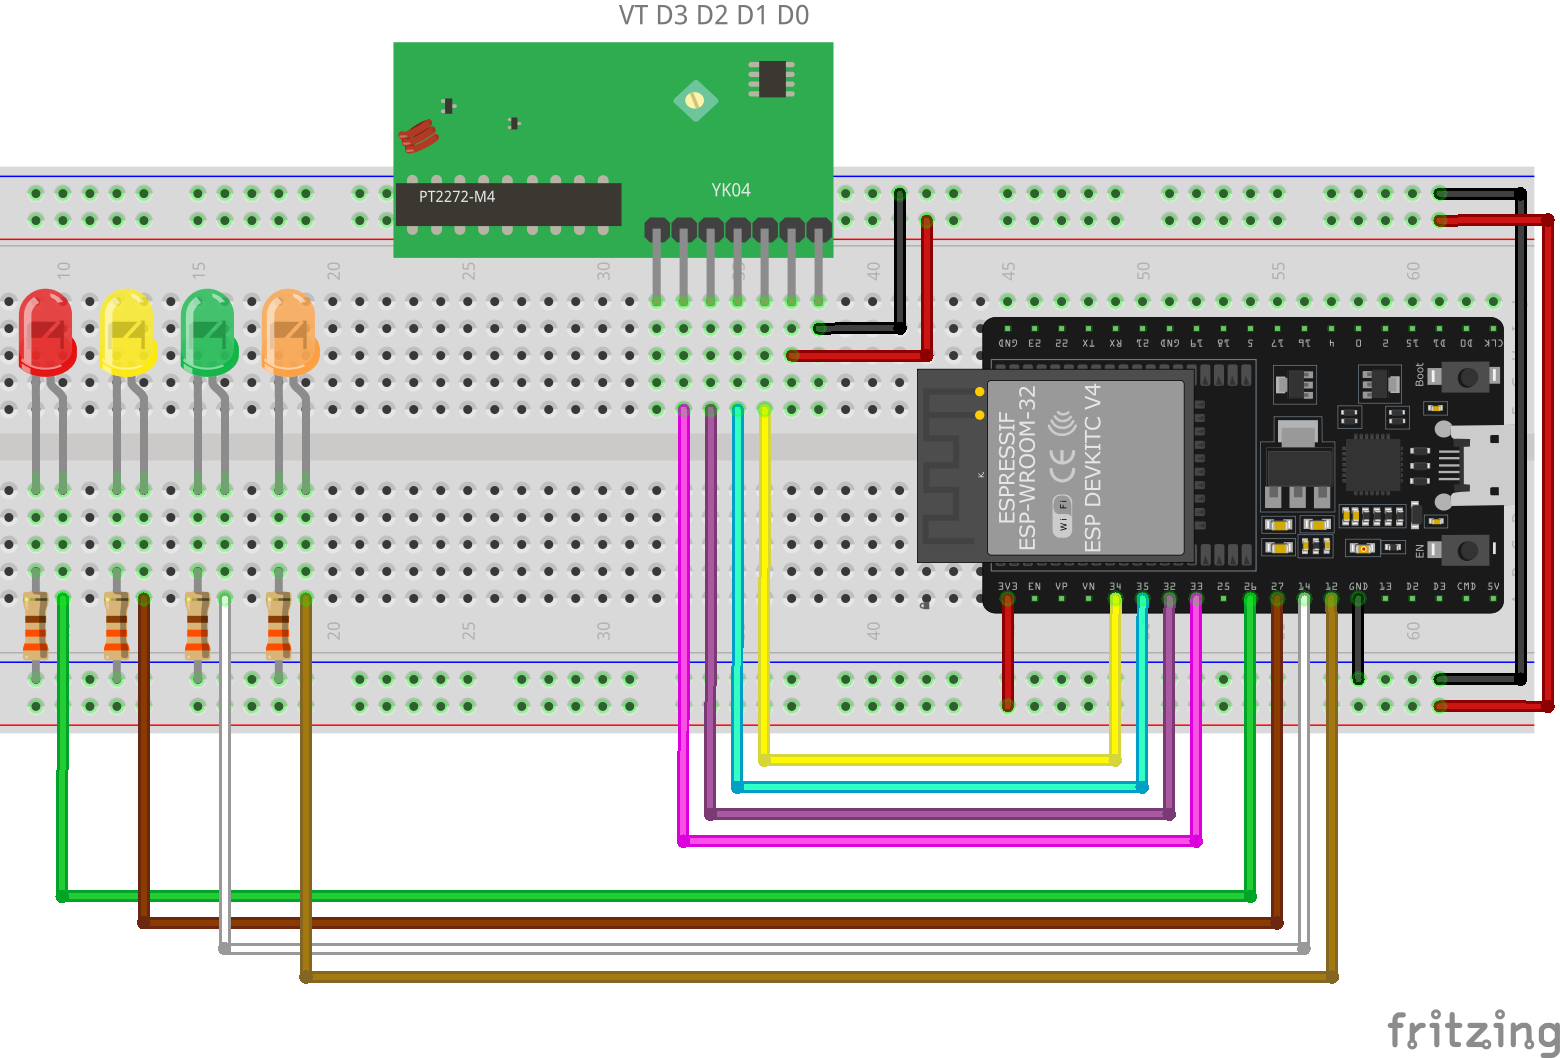 VT D3 D2 D1 D0
PT2272-M4
YK04
10 15 20 25 30 35 40 45 50 55 60
GND 23 22 TX RX 21 GND 19 18 5 17 16 4 0 2 15 D1 D0 CLK
Boot
ESPRESSIF
ESP-WROOM-32
Wi Fi
CE
ESP DEVKITC V4
EN
3V3 EN VP VN 34 35 32 33 25 26 27 14 12 GND 13 D2 D3 CMD 5V
20 25 30 40 60
fritzing